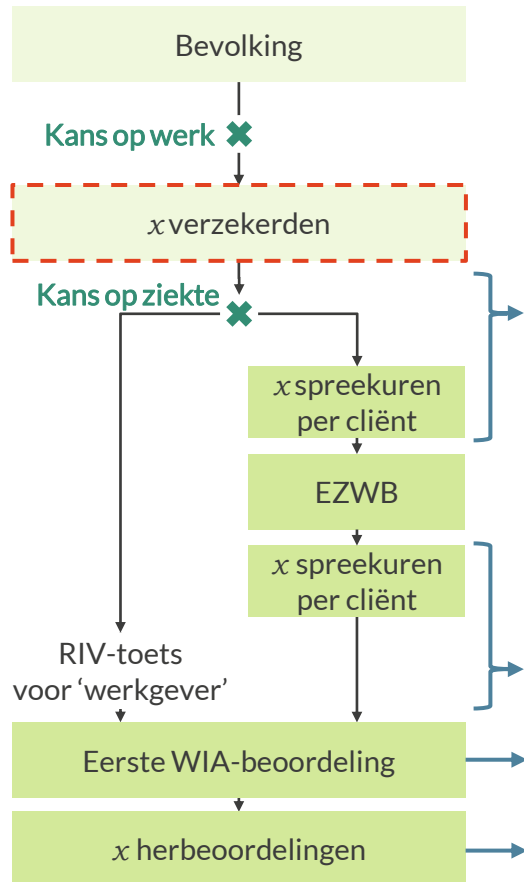 Bevolking
Kans op werk
x verzekerden
Kans op ziekte
x spreekuren
per cliënt
EZWB
x spreekuren
per cliënt
RIV-toets
voor ‘werkgever’
Eerste WIA-beoordeling
x herbeoordelingen